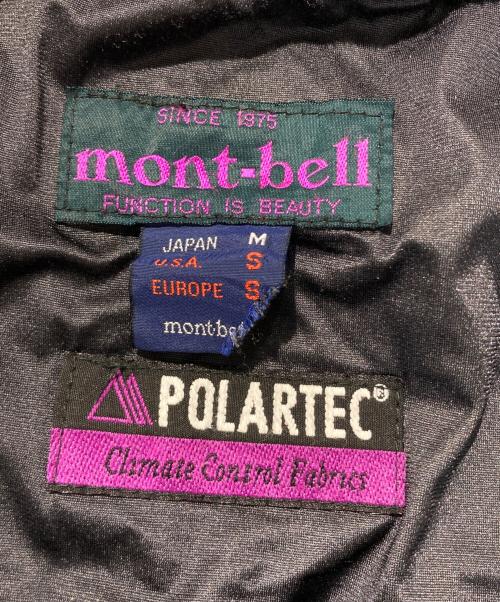 SINCE 1975
mont-bell
FUNCTION IS BEAUTY
JAPAN M
U.S.A. S
EUROPE S
POLARTEC®
Climate Control Fabrics